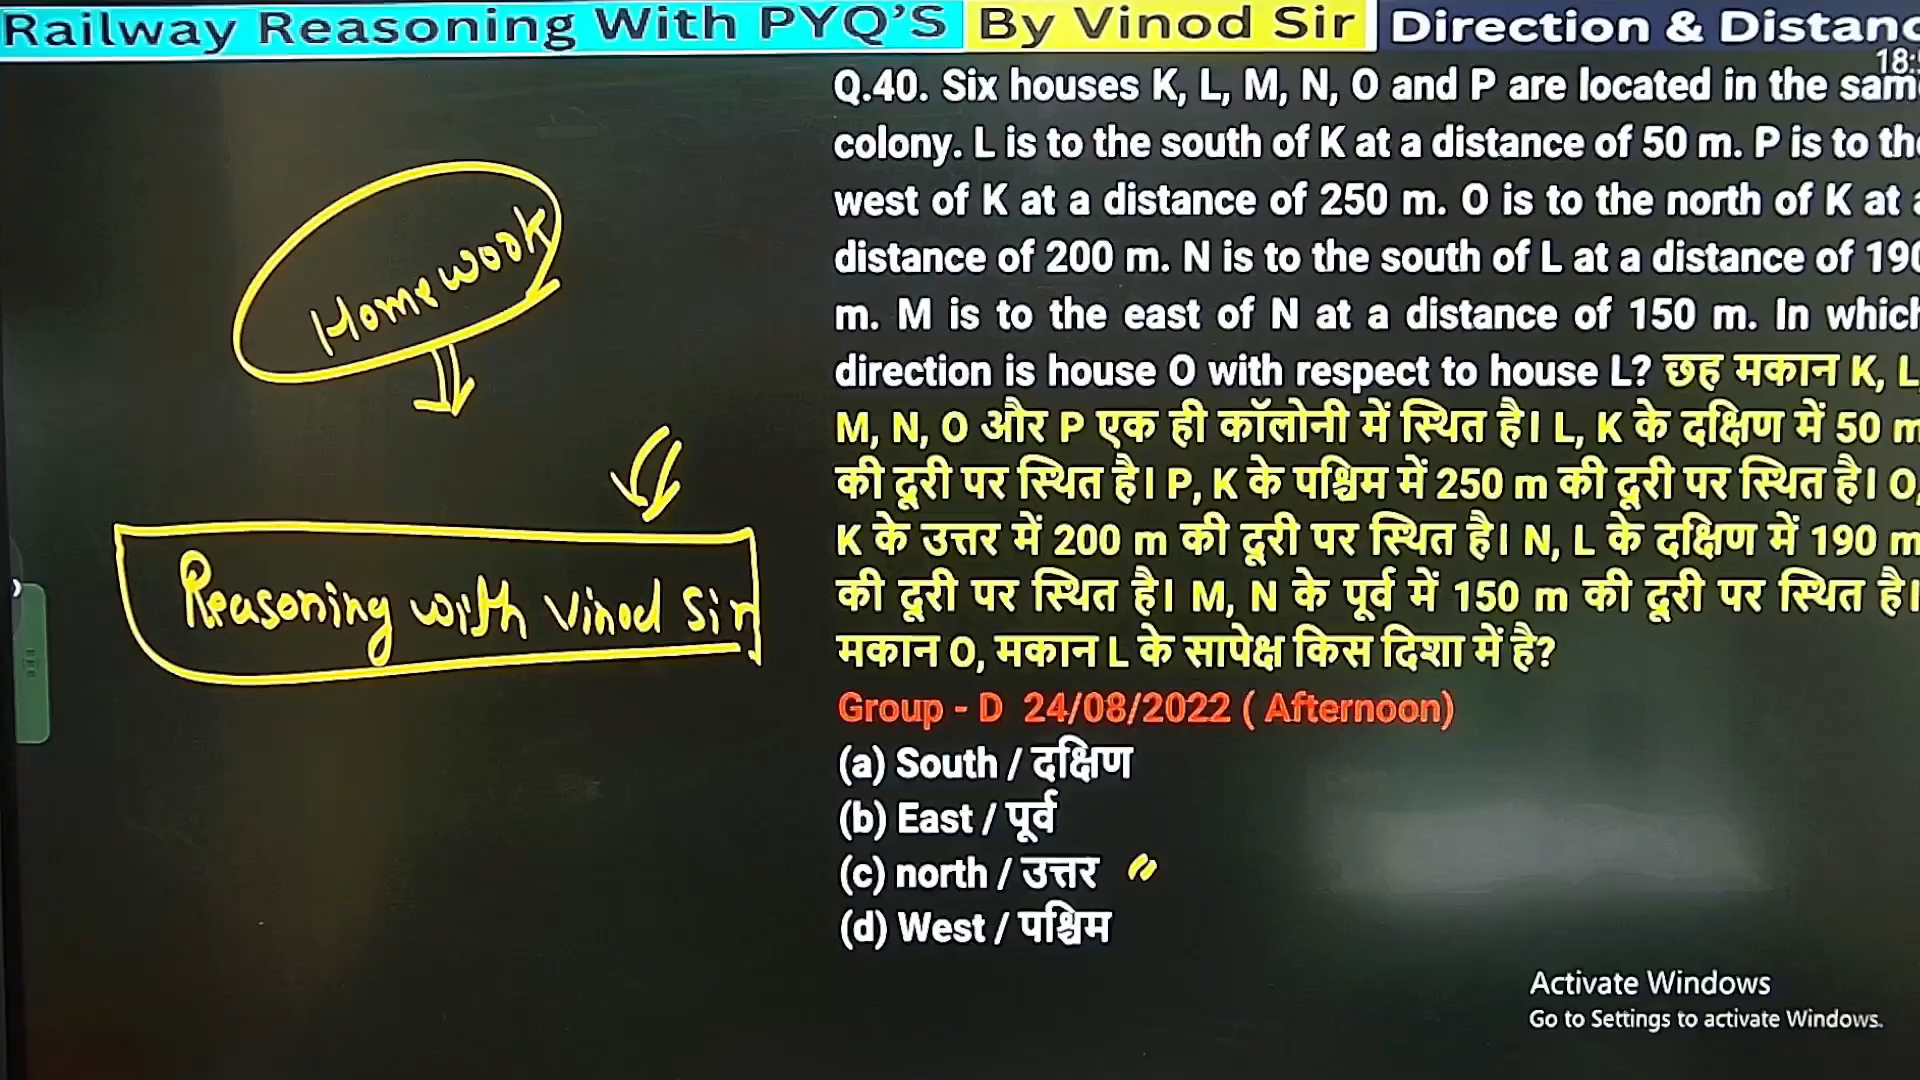 Railway Reasoning With PYQ'S By Vinod Sir Direction &
Q.40. Six houses K, L, M, N, O and P are located in the
colony. L is to the south of K at a distance of 50 m. P is to
west of K at a distance of 250 m. O is to the north of K at
distance of 200 m. N is to the south of L at a distance of
m. M is to the east of N at a distance of 150 m. In
direction is house O with respect to house L? छह मकान K, L
M, N, O और P एक ही कॉलोनी में स्थित है। L, K के दक्षिण में 50 m
की दूरी पर स्थित है। P, K के पश्चिम में 250 m की दूरी पर स्थित है। O,
K के उत्तर में 200 m की दूरी पर स्थित है। N, L के दक्षिण में 190 m
की दूरी पर स्थित है। M, N के पूर्व में 150 m की दूरी पर स्थित है।
मकान O, मकान L के सापेक्ष किस दिशा में है?
Group - D 24/08/2022 ( Afternoon)
(a) South / दक्षिण
(b) East / पूर्व
(c) north / उत्तर
(d) West / पश्चिम
Homework
Reasoning with Vinod Sir
Activate Windows
Go to Settings to activate Windows.